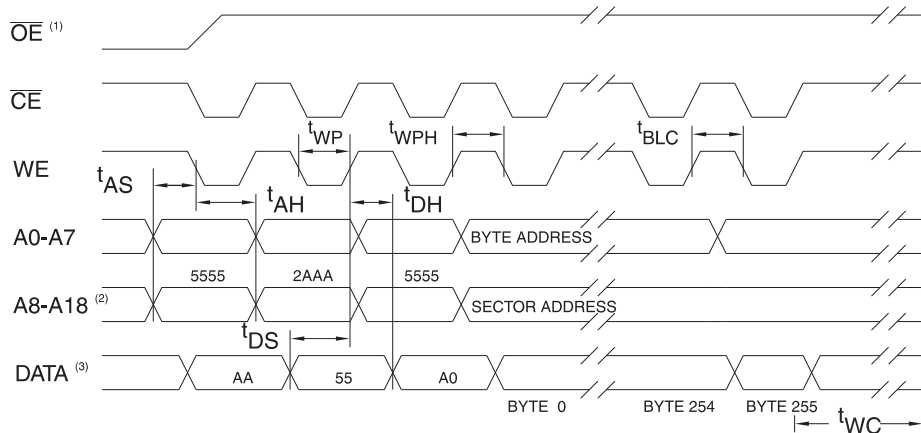 OE (1)
CE
tWP tWPH tBLC
WE
tAS tAH tDH
A0-A7 BYTE ADDRESS
5555 2AAA 5555
A8-A18 (2) SECTOR ADDRESS
tDS
DATA (3) AA 55 A0
BYTE 0 BYTE 254 BYTE 255
tWC